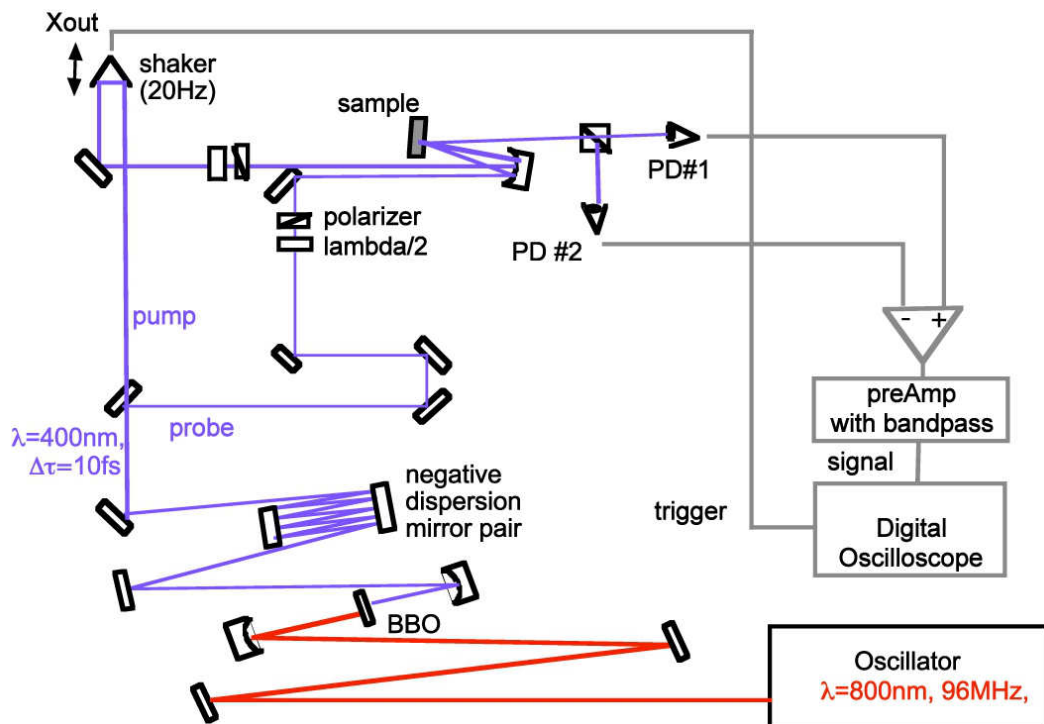 Xout
shaker
(20Hz)
sample
PD#1
polarizer
lambda/2
PD #2
pump
- +
preAmp
with bandpass
probe
signal
λ=400nm,
Δτ=10fs
negative
dispersion
mirror pair
trigger
Digital
Oscilloscope
BBO
Oscillator
λ=800nm, 96MHz,